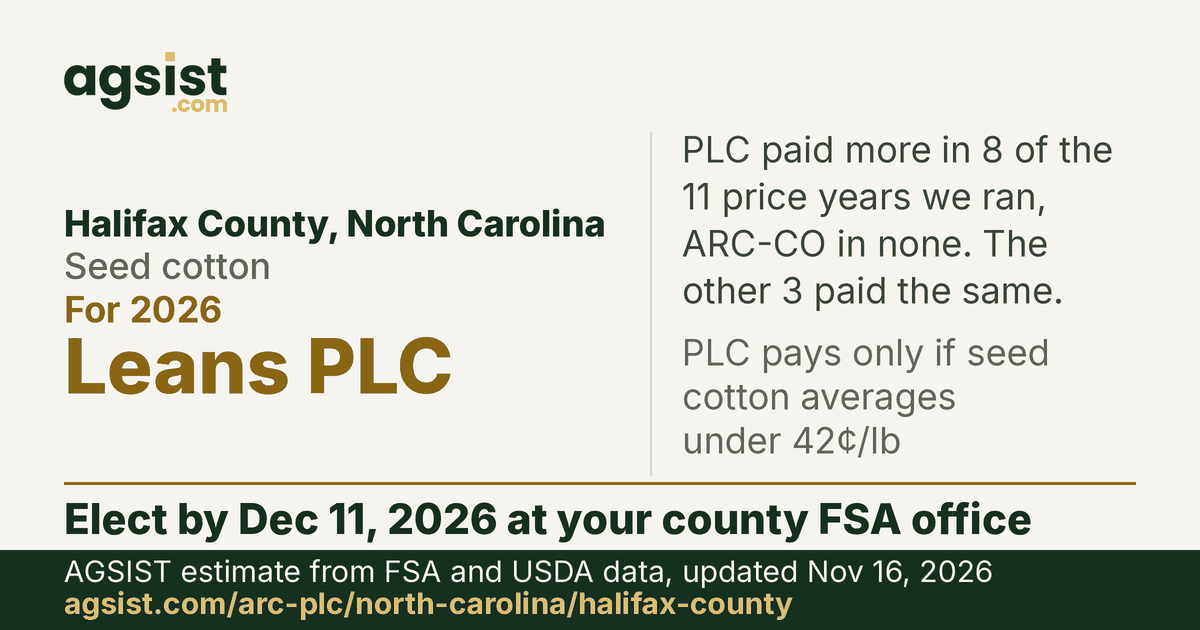 agsist
.com
Halifax County, North Carolina
Seed cotton
For 2026
Leans PLC
PLC paid more in 8 of the
11 price years we ran,
ARC-CO in none. The
other 3 paid the same.
PLC pays only if seed
cotton averages
under 42¢/lb
Elect by Dec 11, 2026 at your county FSA office
AGSIST estimate from FSA and USDA data, updated Nov 16, 2026
agsist.com/arc-plc/north-carolina/halifax-county